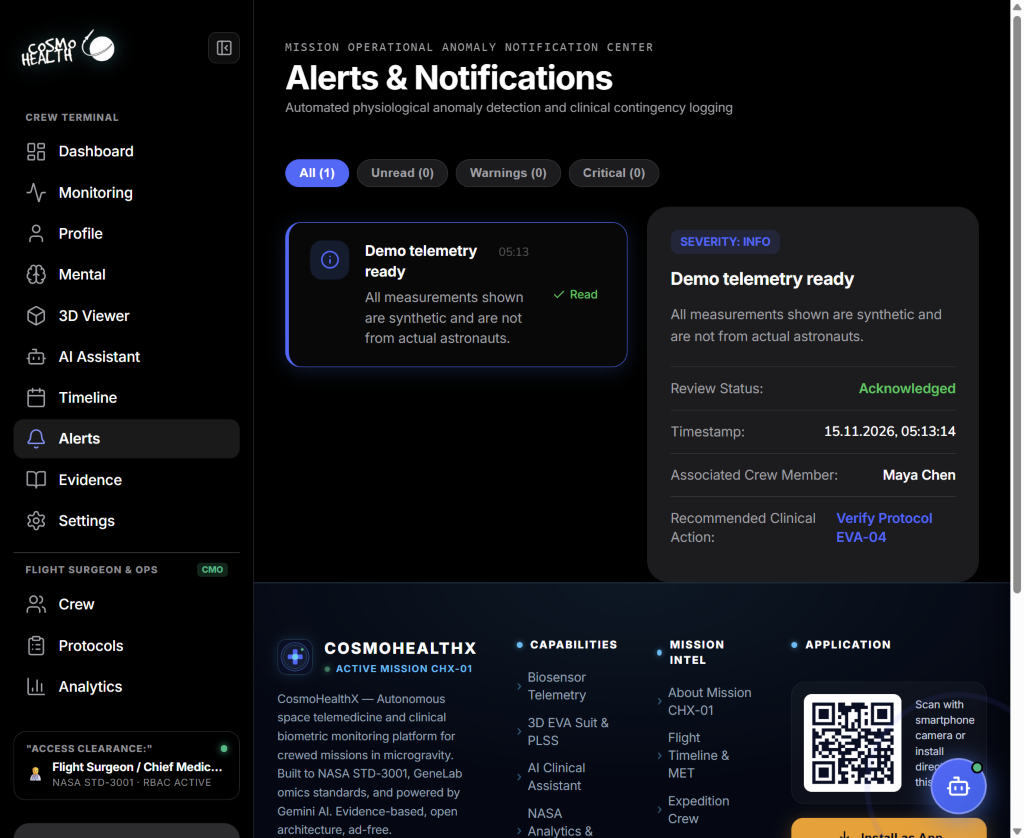 COSMO
HEALTH
CREW TERMINAL
Dashboard
Monitoring
Profile
Mental
3D Viewer
AI Assistant
Timeline
Alerts
Evidence
Settings
FLIGHT SURGEON & OPS
CMO
Crew
Protocols
Analytics
"ACCESS CLEARANCE:"
Flight Surgeon / Chief Medic...
NASA STD-3001 · RBAC ACTIVE
MISSION OPERATIONAL ANOMALY NOTIFICATION CENTER
Alerts & Notifications
Automated physiological anomaly detection and clinical contingency logging
All (1)
Unread (0)
Warnings (0)
Critical (0)
Demo telemetry
ready
05:13
All measurements shown
are synthetic and are not
from actual astronauts.
Read
SEVERITY: INFO
Demo telemetry ready
All measurements shown are synthetic and
are not from actual astronauts.
Review Status:
Acknowledged
Timestamp:
15.11.2026, 05:13:14
Associated Crew Member:
Maya Chen
Recommended Clinical
Action:
Verify Protocol
EVA-04
COSMOHEALTHX
ACTIVE MISSION CHX-01
CosmoHealthX — Autonomous
space telemedicine and clinical
biometric monitoring platform for
crewed missions in microgravity.
Built to NASA STD-3001, GeneLab
omics standards, and powered by
Gemini AI. Evidence-based, open
architecture, ad-free.
CAPABILITIES
Biosensor
Telemetry
3D EVA Suit &
PLSS
AI Clinical
Assistant
NASA
Analytics &
MISSION
INTEL
About Mission
CHX-01
Flight
Timeline &
MET
Expedition
Crew
APPLICATION
Scan with
smartphone
camera or
install
Install as App